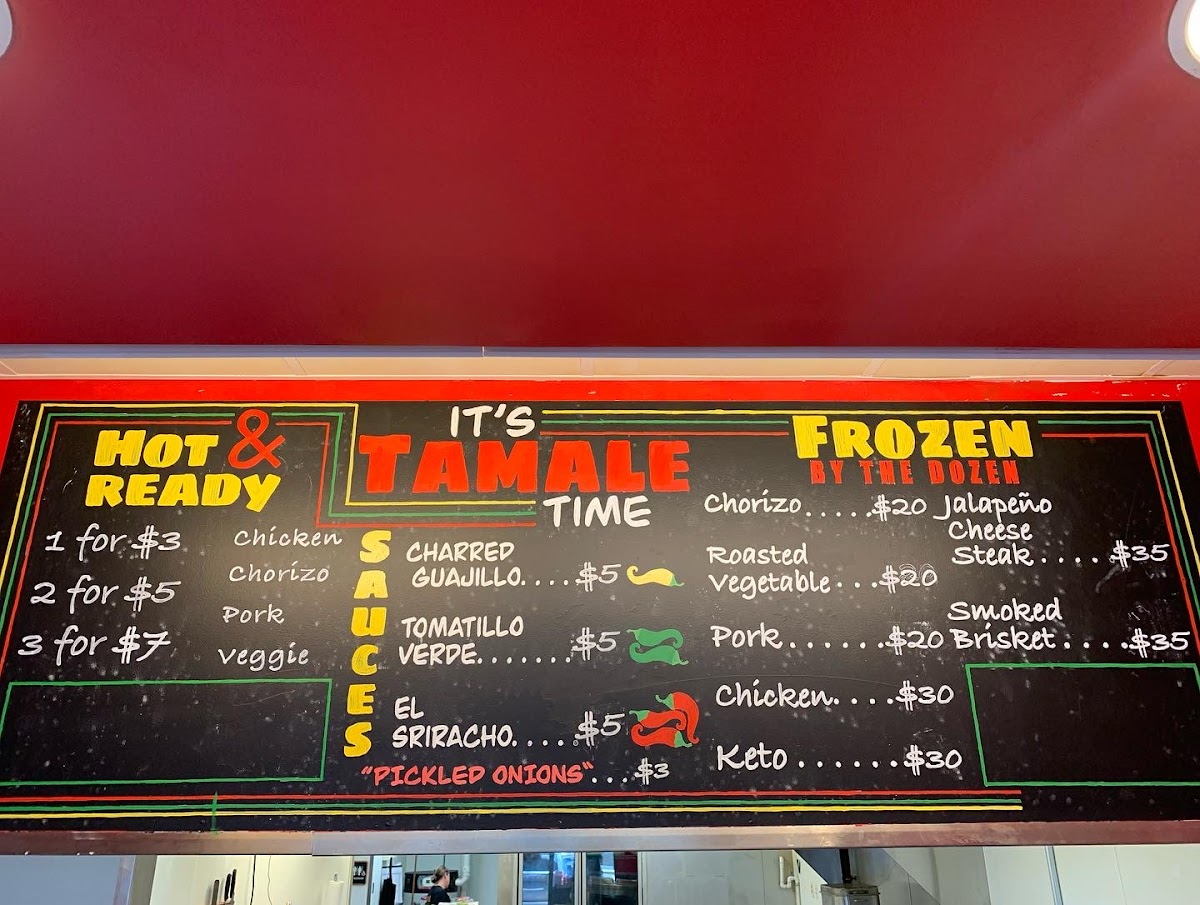 HOT &
READY
1 for $3
2 for $5
3 for $7
Chicken
Chorizo
Pork
Veggie
IT'S
TAMALE
TIME
SAUCES
CHARRED
GUAJILLO.....$5
TOMATILLO
VERDE.......$5
EL
SRIRACHO.....$5
"PICKLED ONIONS"...$3
FROZEN
BY THE DOZEN
Chorizo.....$20
Roasted
Vegetable...$20
Pork......$20
Chicken....$30
Keto......$30
Jalapeño
Cheese
Steak.....$35
Smoked
Brisket....$35